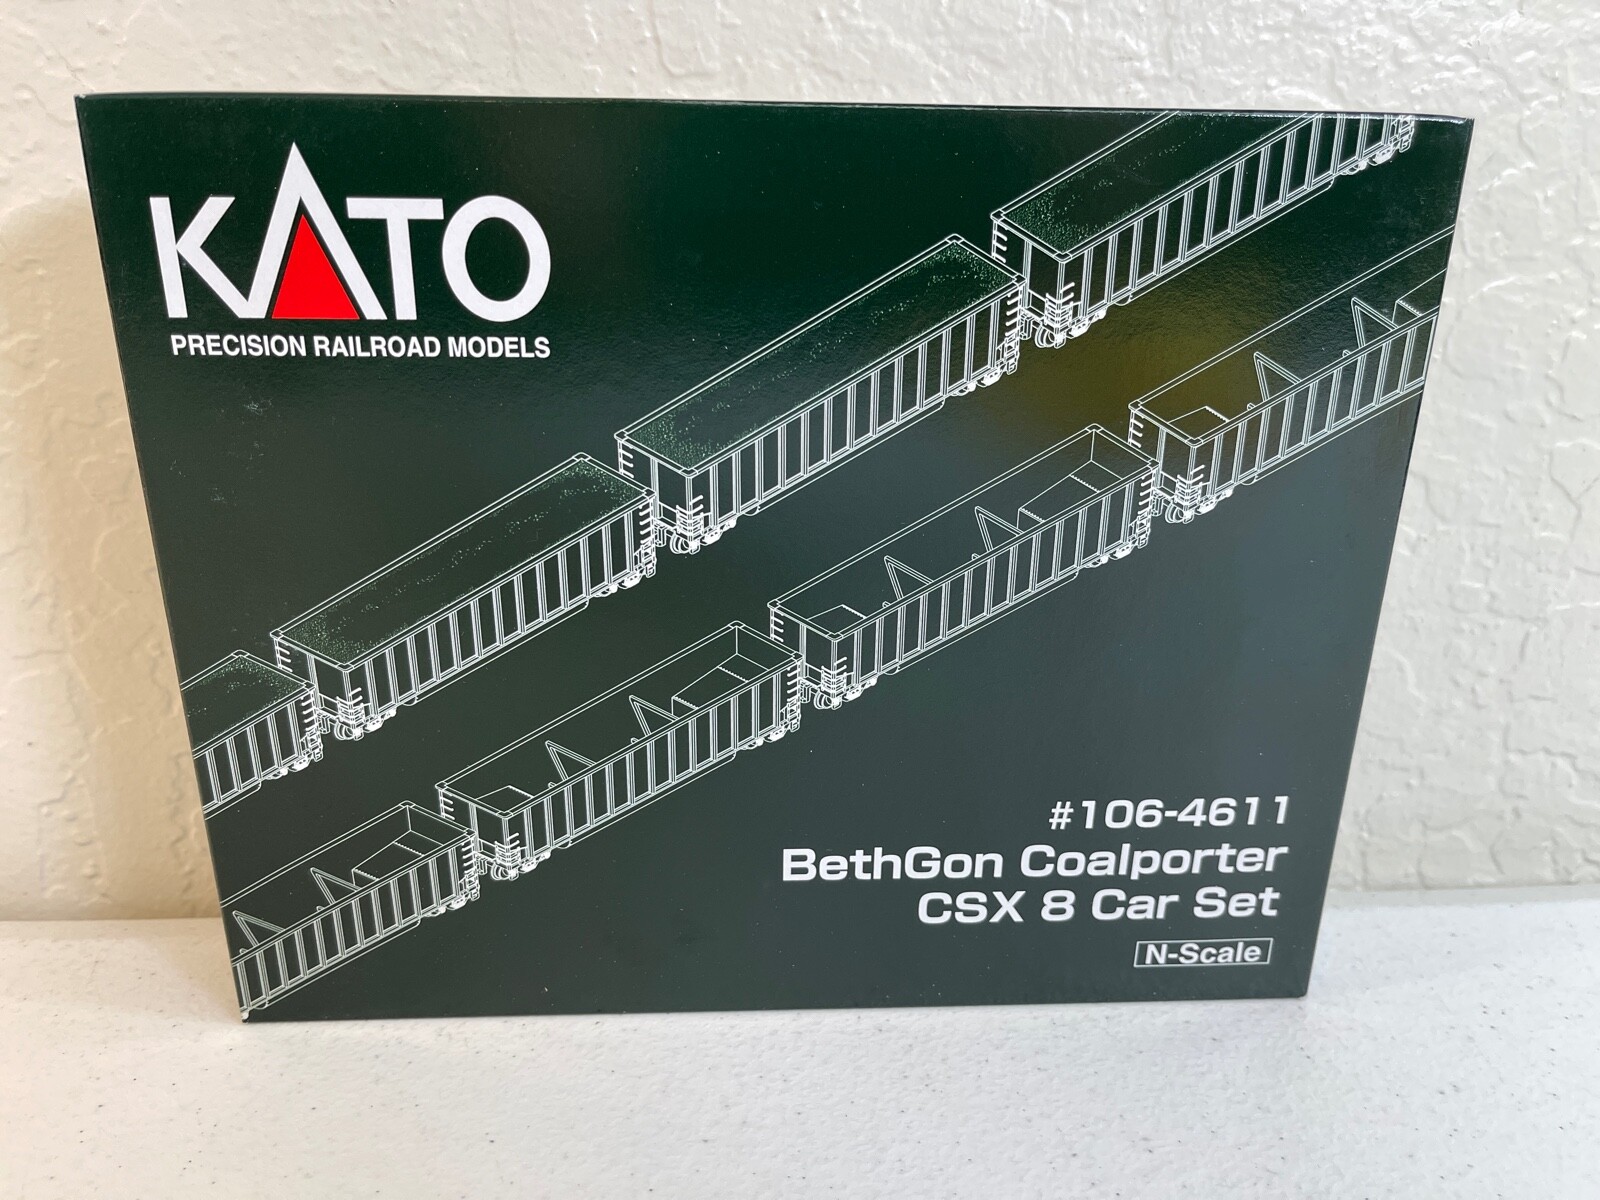 KATO
PRECISION RAILROAD MODELS
#106-4611
BethGon Coalporter
CSX 8 Car Set
N-Scale